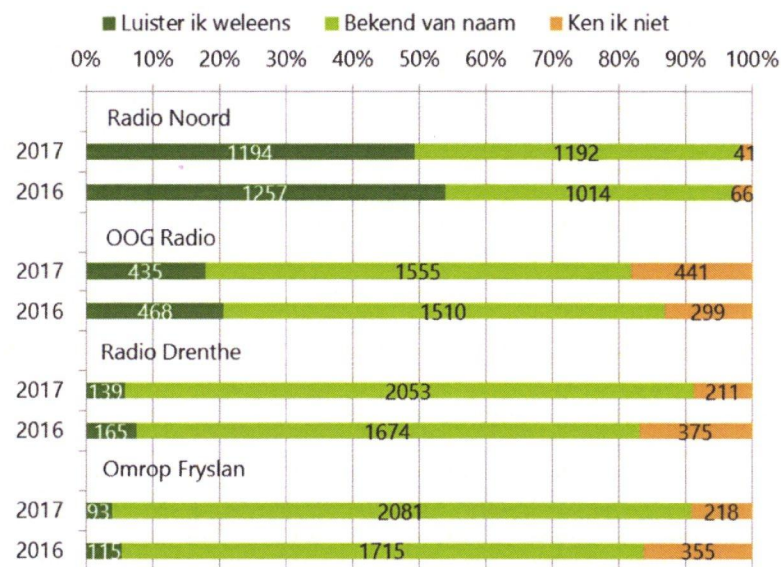 Luister ik weleens Bekend van naam Ken ik niet
0% 10% 20% 30% 40% 50% 60% 70% 80% 90% 100%
Radio Noord
2017 1194 1192 41
2016 1257 1014 66
OOG Radio
2017 435 1555 441
2016 468 1510 299
Radio Drenthe
2017 139 2053 211
2016 165 1674 375
Omrop Fryslan
2017 93 2081 218
2016 115 1715 355